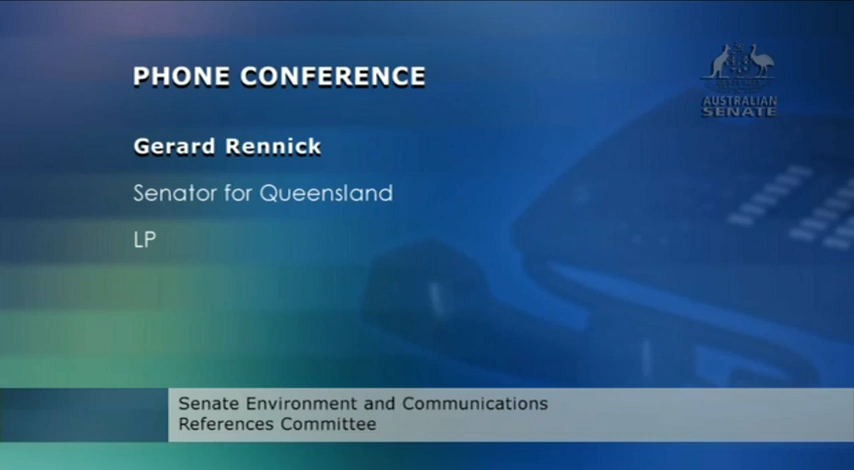 PHONE CONFERENCE
AUSTRALIAN
SENATE
Gerard Rennick
Senator for Queensland
LP
Senate Environment and Communications
References Committee